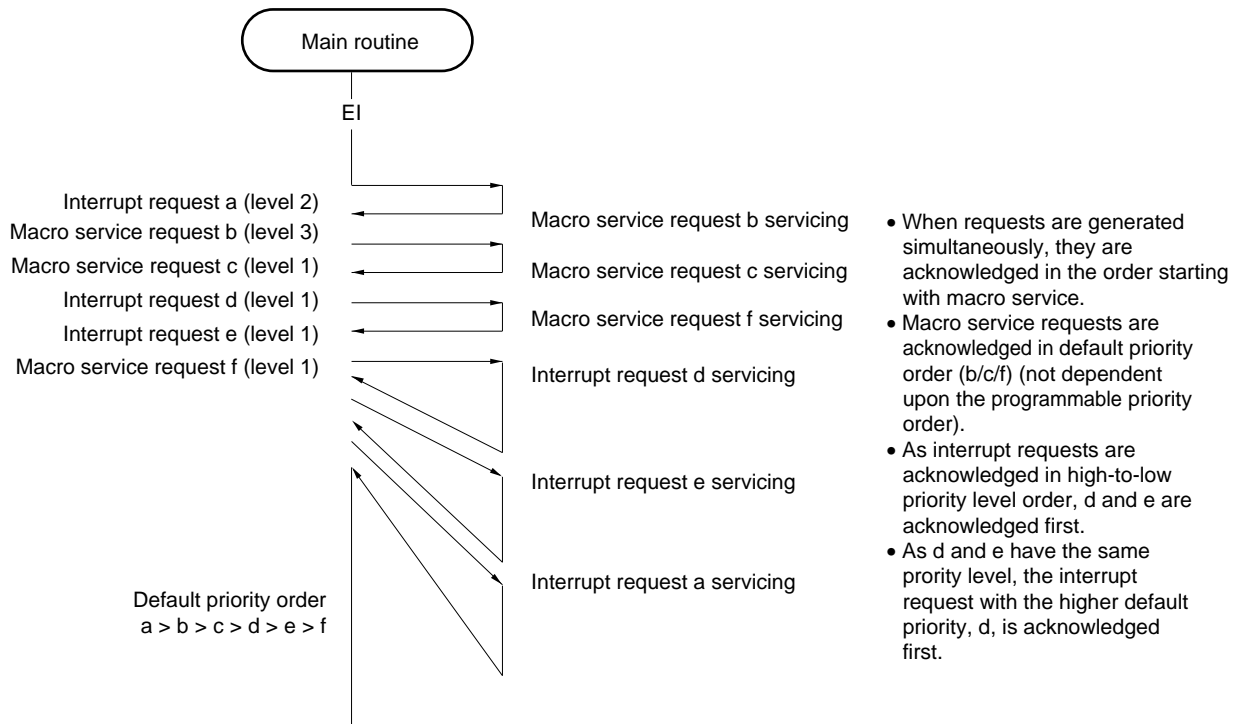 Main routine
EI
Interrupt request a (level 2)
Macro service request b (level 3)
Macro service request c (level 1)
Interrupt request d (level 1)
Interrupt request e (level 1)
Macro service request f (level 1)
Macro service request b servicing
Macro service request c servicing
Macro service request f servicing
Interrupt request d servicing
Interrupt request e servicing
Interrupt request a servicing
Default priority order
a > b > c > d > e > f
• When requests are generated
simultaneously, they are
acknowledged in the order starting
with macro service.
• Macro service requests are
acknowledged in default priority
order (b/c/f) (not dependent
upon the programmable priority
order).
• As interrupt requests are
acknowledged in high-to-low
priority level order, d and e are
acknowledged first.
• As d and e have the same
prority level, the interrupt
request with the higher default
priority, d, is acknowledged
first.